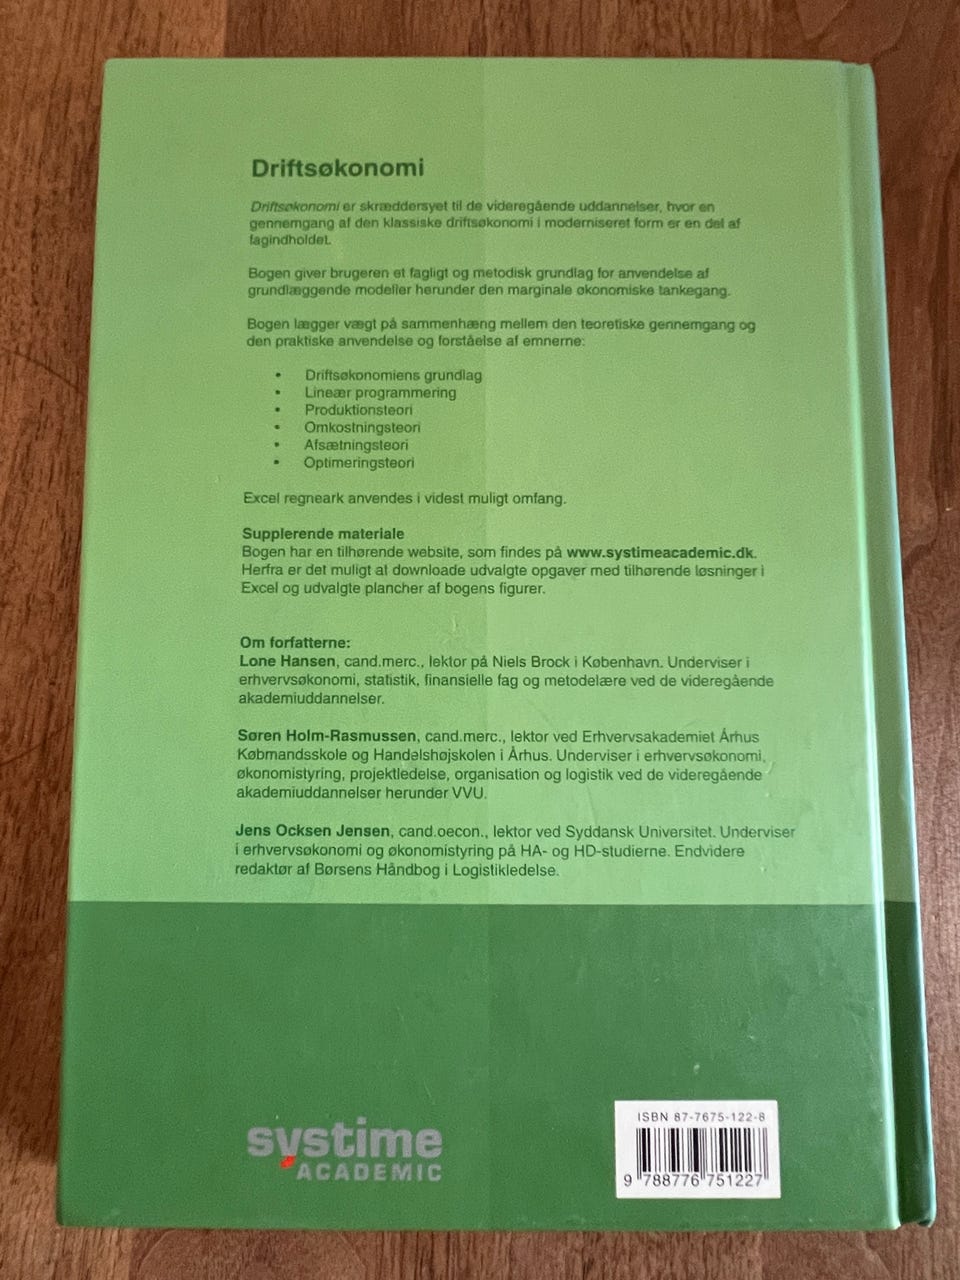 Driftsøkonomi
Driftsøkonomi er skræddersyet til de videregående uddannelser, hvor en
gennemgang af den klassiske driftsøkonomi i moderniseret form er en del af
fagindholdet.
Bogen giver brugeren et fagligt og metodisk grundlag for anvendelse af
grundlæggende modeller herunder den marginale økonomiske tankegang.
Bogen lægger vægt på sammenhæng mellem den teoretiske gennemgang og
den praktiske anvendelse og forståelse af emnerne:
• Driftsøkonomiens grundlag
• Lineær programmering
• Produktionsteori
• Omkostningsteori
• Afsætningsteori
• Optimeringsteori
Excel regneark anvendes i videst muligt omfang.
Supplerende materiale
Bogen har en tilhørende website, som findes på www.systimeacademic.dk.
Herfra er det muligt at downloade udvalgte opgaver med tilhørende løsninger i
Excel og udvalgte plancher af bogens figurer.
Om forfatterne:
Lone Hansen, cand.merc., lektor på Niels Brock i København. Underviser i
erhvervsøkonomi, statistik, finansielle fag og metodelære ved de videregående
akademiuddannelser.
Søren Holm-Rasmussen, cand.merc., lektor ved Erhvervsakademiet Århus
Købmandsskole og Handelshøjskolen i Århus. Underviser i erhvervsøkonomi,
økonomistyring, projektledelse, organisation og logistik ved de videregående
akademiuddannelser herunder VVU.
Jens Ocksen Jensen, cand.oecon., lektor ved Syddansk Universitet. Underviser
i erhvervsøkonomi og økonomistyring på HA- og HD-studierne. Endvidere
redaktør af Børsens Håndbog i Logistikledelse.
systime
ACADEMIC
ISBN 87-7675-122-8
9 788776 751227